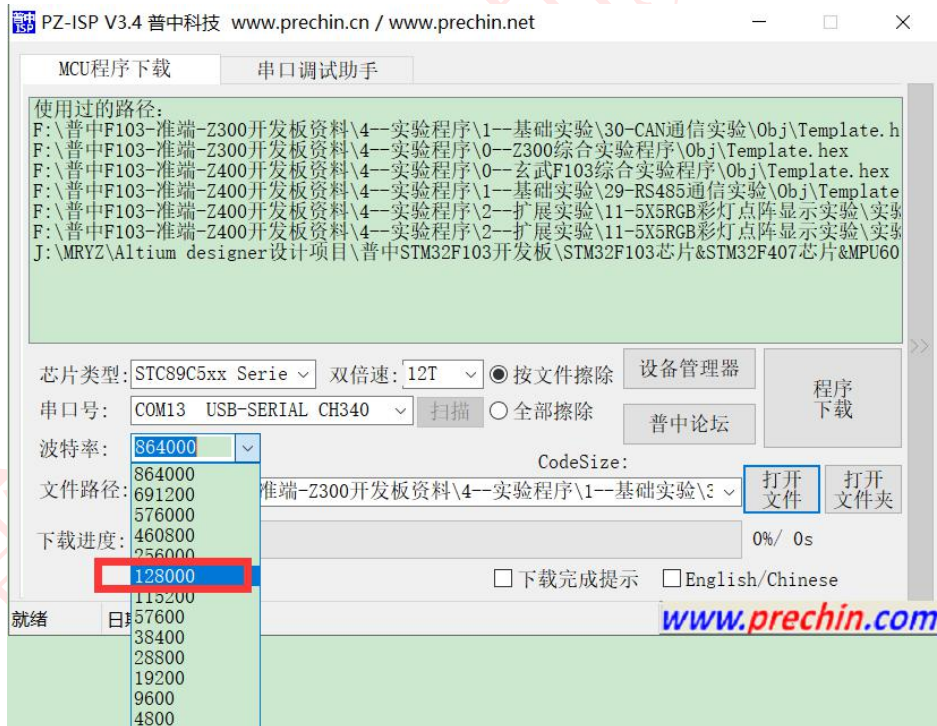 普中
ISP
PZ-ISP V3.4 普中科技 www.prechin.cn / www.prechin.net
MCU程序下载 串口调试助手
使用过的路径:
F:\普中F103-准端-Z300开发板资料\4--实验程序\1--基础实验\30-CAN通信实验\Obj\Template.h
F:\普中F103-准端-Z300开发板资料\4--实验程序\0--Z300综合实验程序\Obj\Template.hex
F:\普中F103-准端-Z400开发板资料\4--实验程序\0--玄武F103综合实验程序\Obj\Template.hex
F:\普中F103-准端-Z400开发板资料\4--实验程序\1--基础实验\29-RS485通信实验\Obj\Template
F:\普中F103-准端-Z400开发板资料\4--实验程序\2--扩展实验\11-5X5RGB彩灯点阵显示实验\实验
F:\普中F103-准端-Z400开发板资料\4--实验程序\2--扩展实验\11-5X5RGB彩灯点阵显示实验\实验
J:\MRYZ\Altium designer设计项目\普中STM32F103开发板\STM32F103芯片&STM32F407芯片&MPU60
>>
芯片类型: STC89C5xx Serie 双倍速: 12T 按文件擦除 设备管理器
程序
下载
串口号: COM13 USB-SERIAL CH340 扫描 全部擦除 普中论坛
波特率: 864000
CodeSize:
864000
文件路径: 691200 准端-Z300开发板资料\4--实验程序\1--基础实验\3 打开
文件 打开
文件夹
576000
下载进度: 460800 0%/ 0s
256000
128000 下载完成提示 English/Chinese
115200
就绪 日期 57600 www.prechin.com
38400
28800
19200
9600
4800